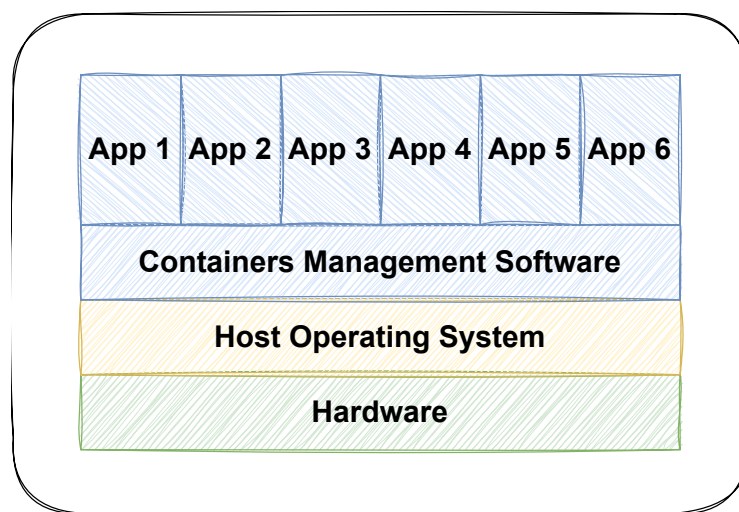 App 1 App 2 App 3 App 4 App 5 App 6
Containers Management Software
Host Operating System
Hardware